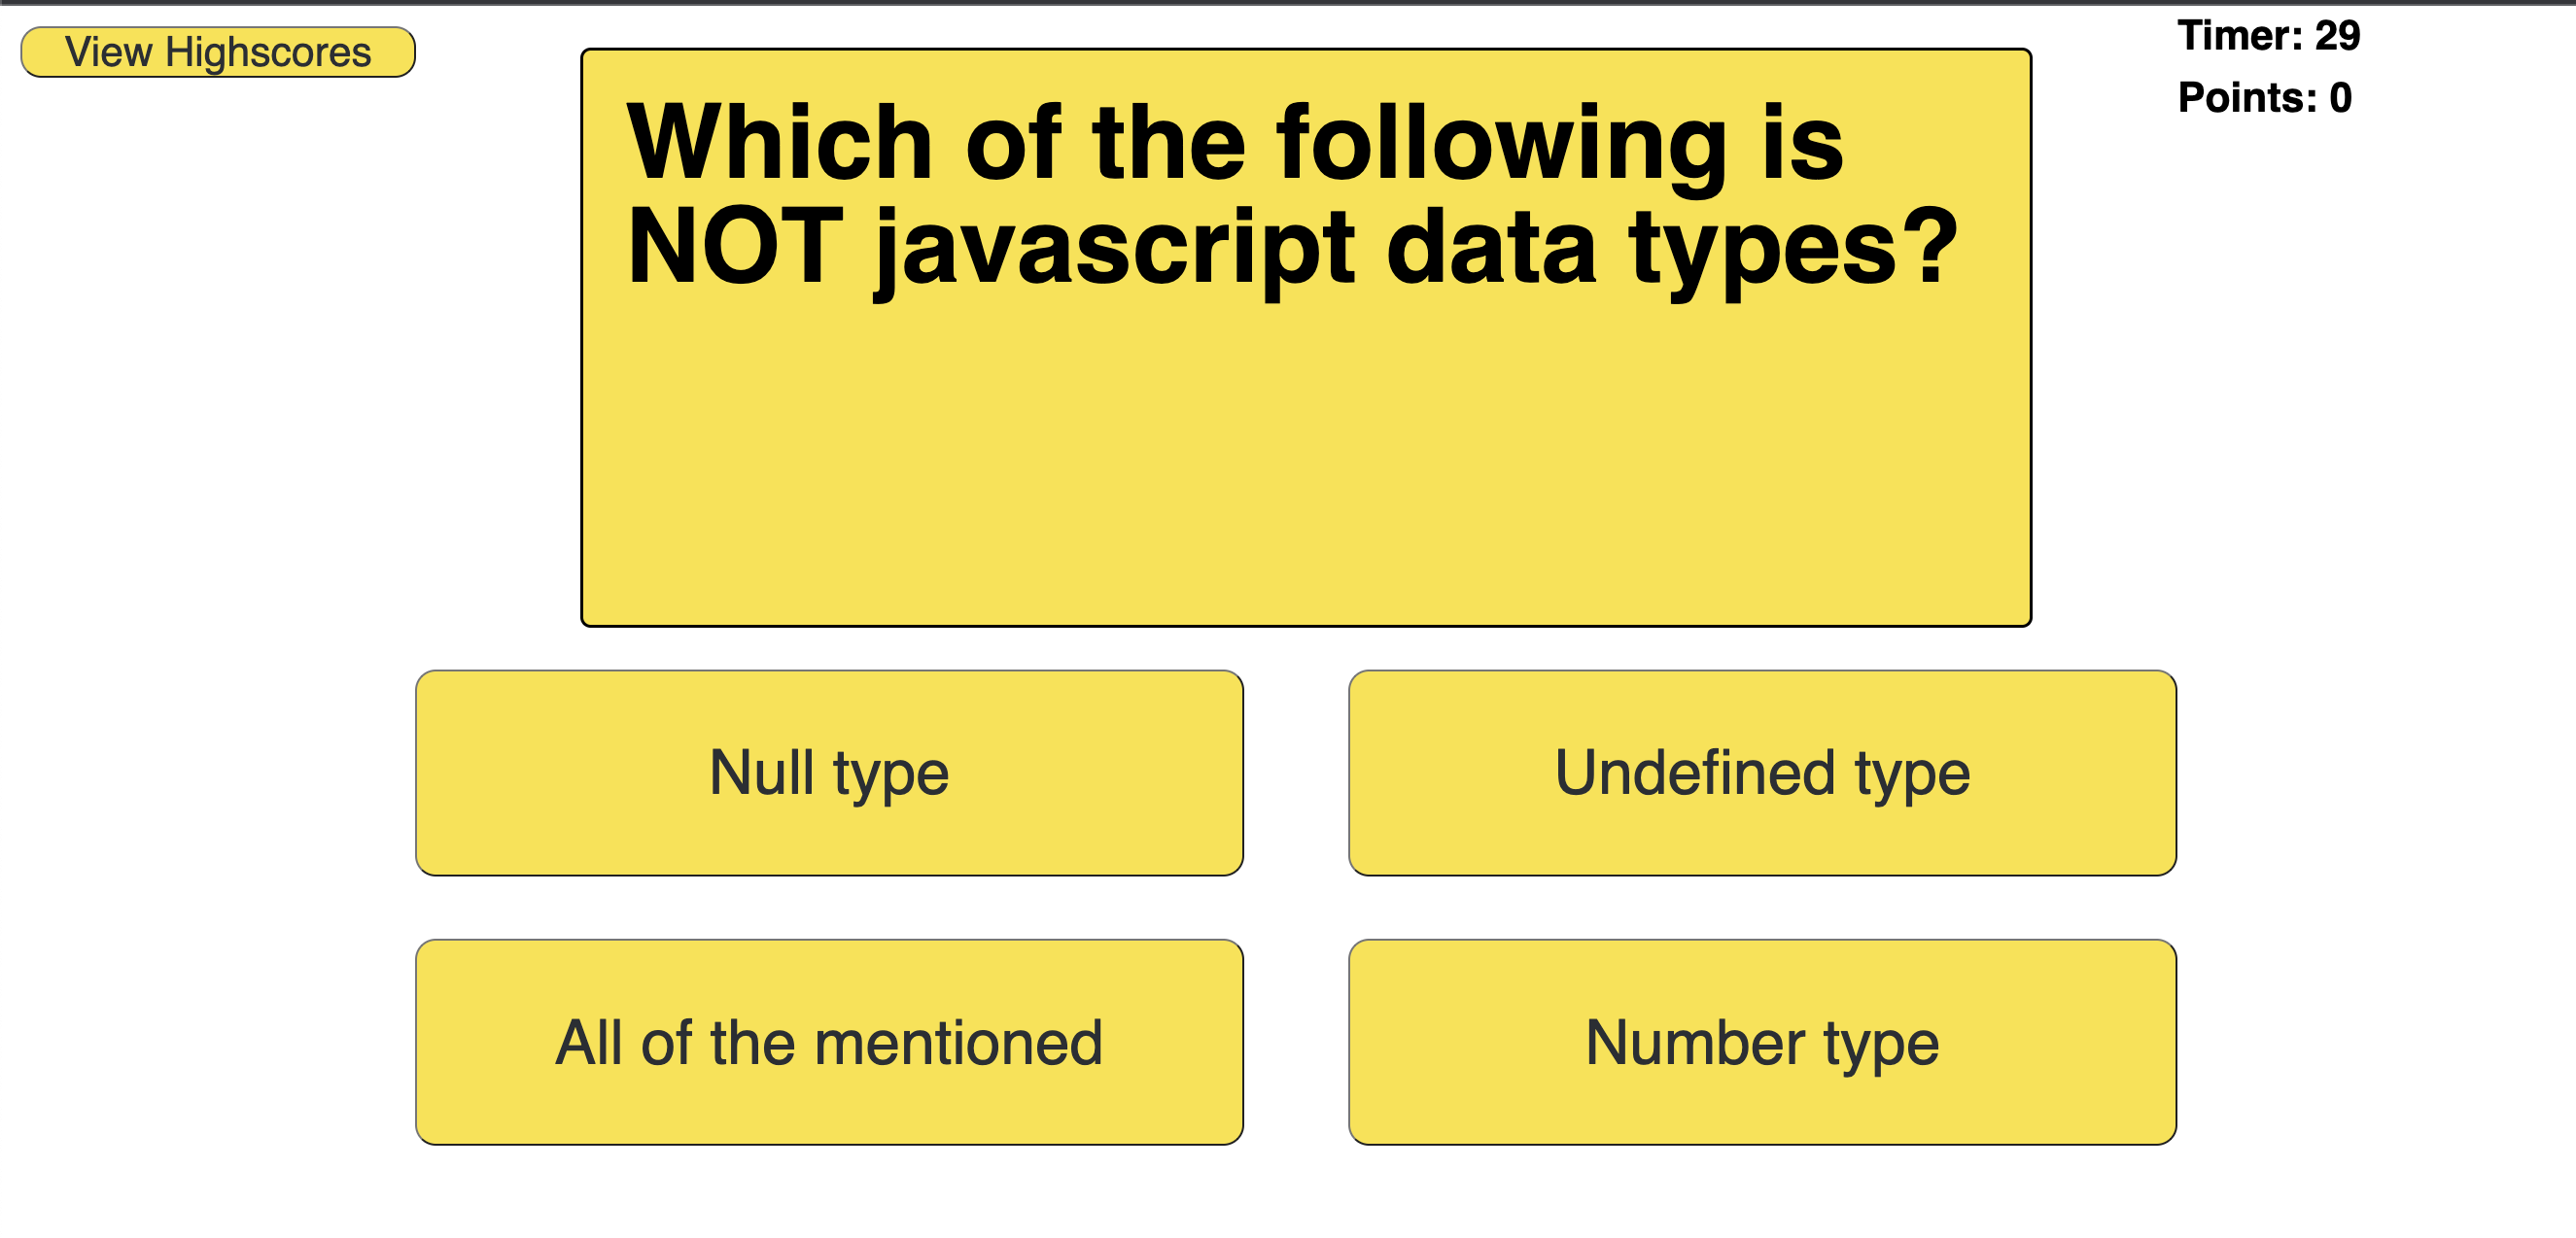 View Highscores
Timer: 29
Points: 0
Which of the following is
NOT javascript data types?
Null type
Undefined type
All of the mentioned
Number type